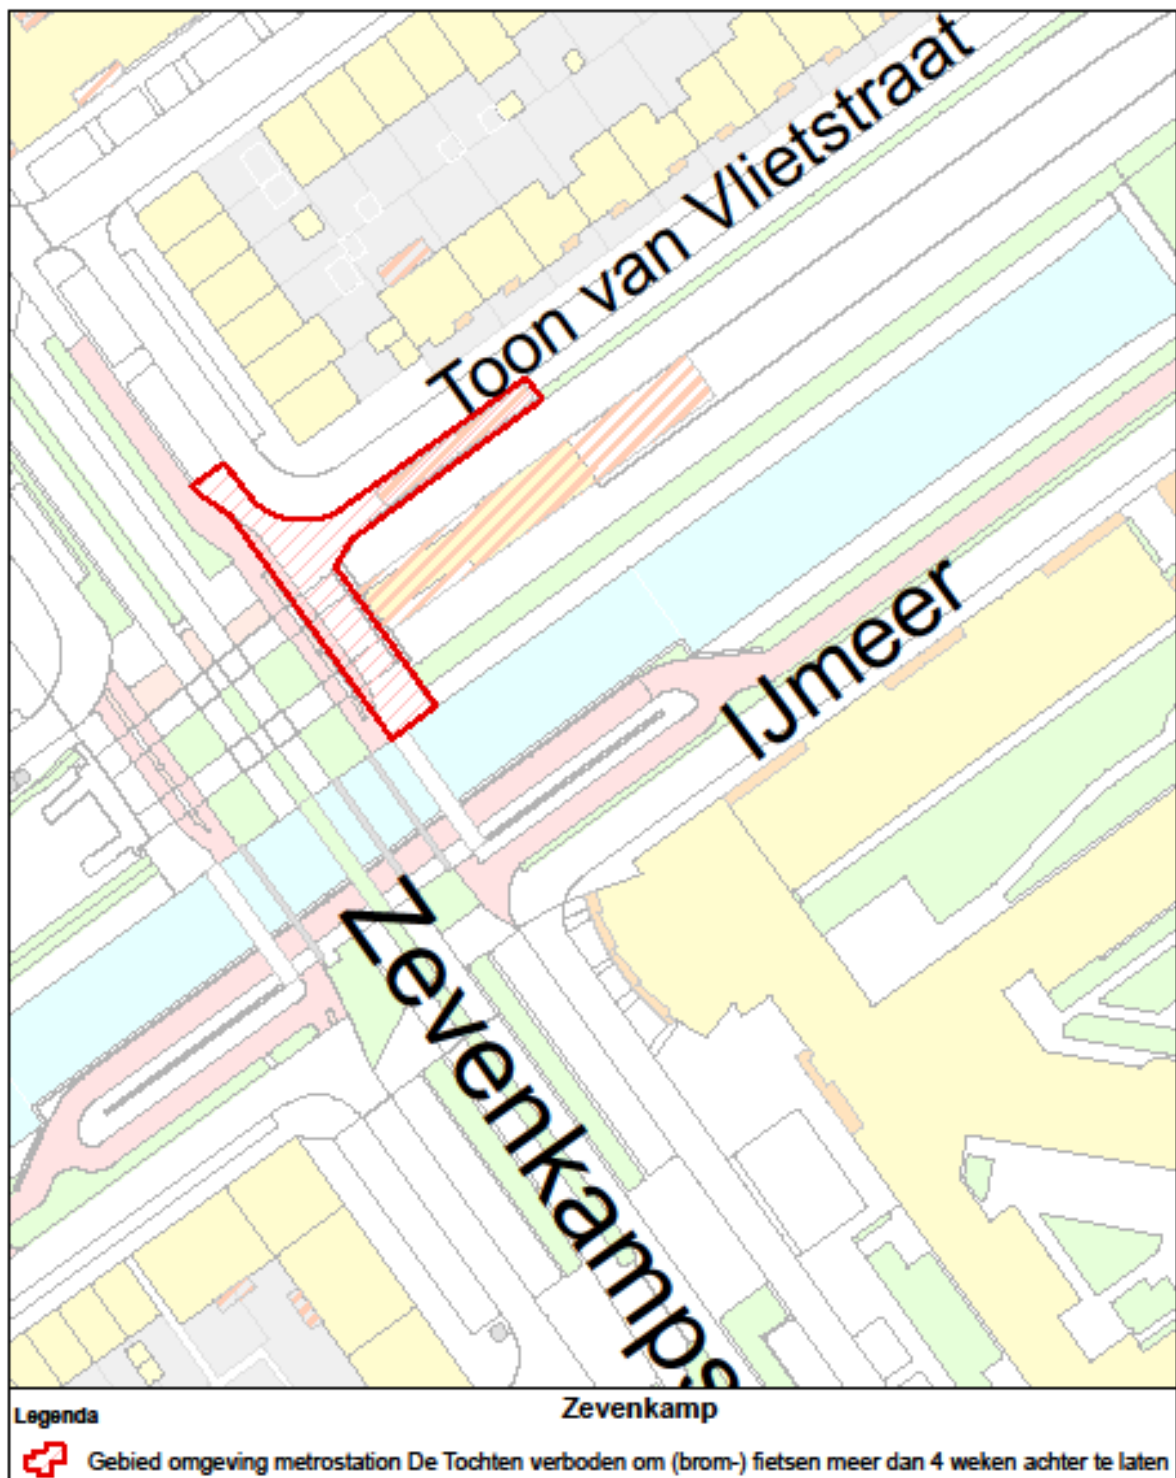 Toon van Vlietstraat
IJmeer
Zevenkamps
Legenda
Zevenkamp
Gebied omgeving metrostation De Tochten verboden om (brom-) fietsen meer dan 4 weken achter te laten